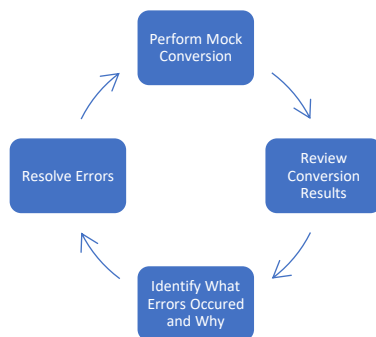 Perform Mock
Conversion
Review
Conversion
Results
Identify What
Errors Occured
and Why
Resolve Errors